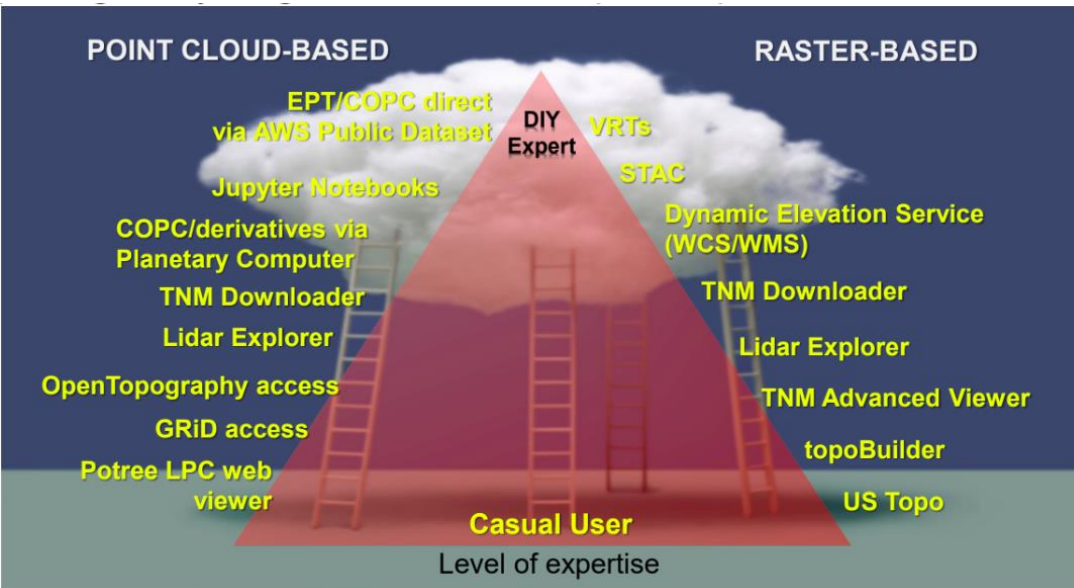 POINT CLOUD-BASED
EPT/COPC direct
via AWS Public Dataset
Jupyter Notebooks
COPC/derivatives via
Planetary Computer
TNM Downloader
Lidar Explorer
OpenTopography access
GRiD access
Potree LPC web
viewer
DIY
Expert
Casual User
Level of expertise
RASTER-BASED
VRTs
STAC
Dynamic Elevation Service
(WCS/WMS)
TNM Downloader
Lidar Explorer
TNM Advanced Viewer
topoBuilder
US Topo